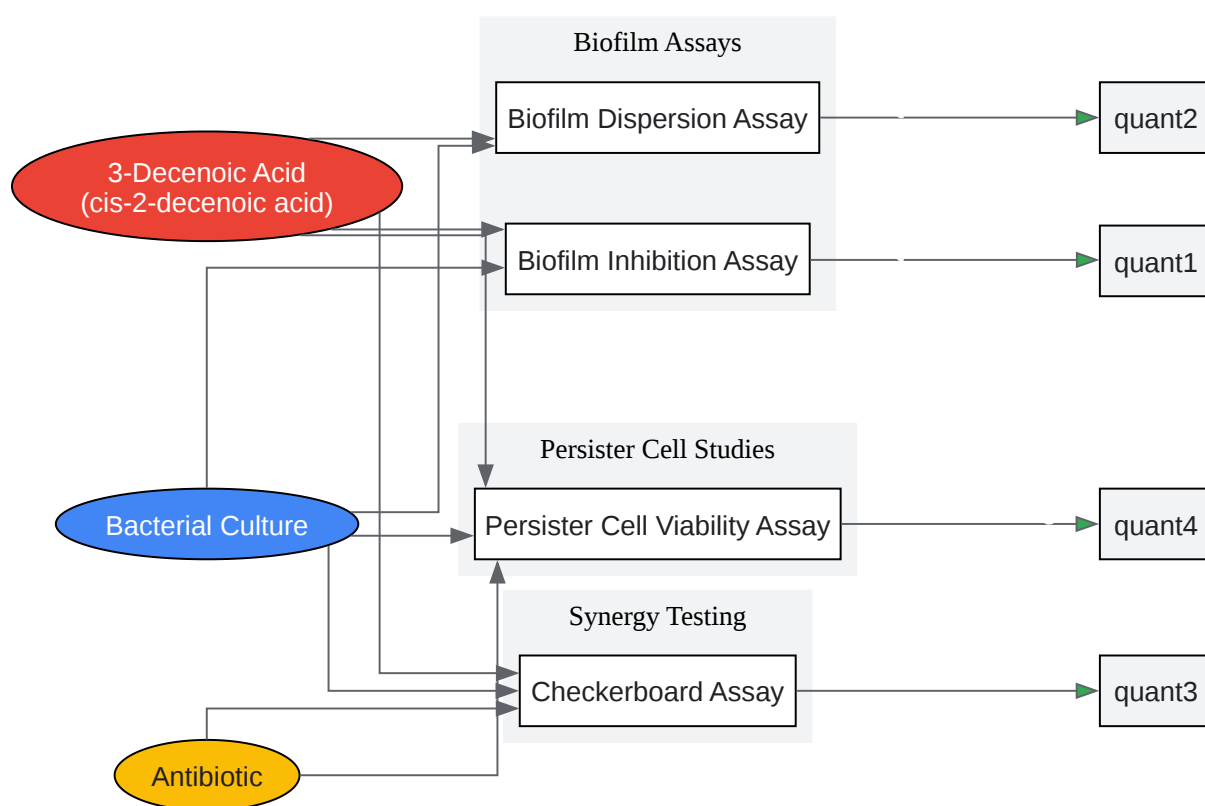 Biofilm Assays
Biofilm Dispersion Assay
quant2
3-Decenoic Acid
(cis-2-decenoic acid)
Biofilm Inhibition Assay
quant1
Persister Cell Studies
Bacterial Culture
Persister Cell Viability Assay
quant4
Synergy Testing
Checkerboard Assay
quant3
Antibiotic